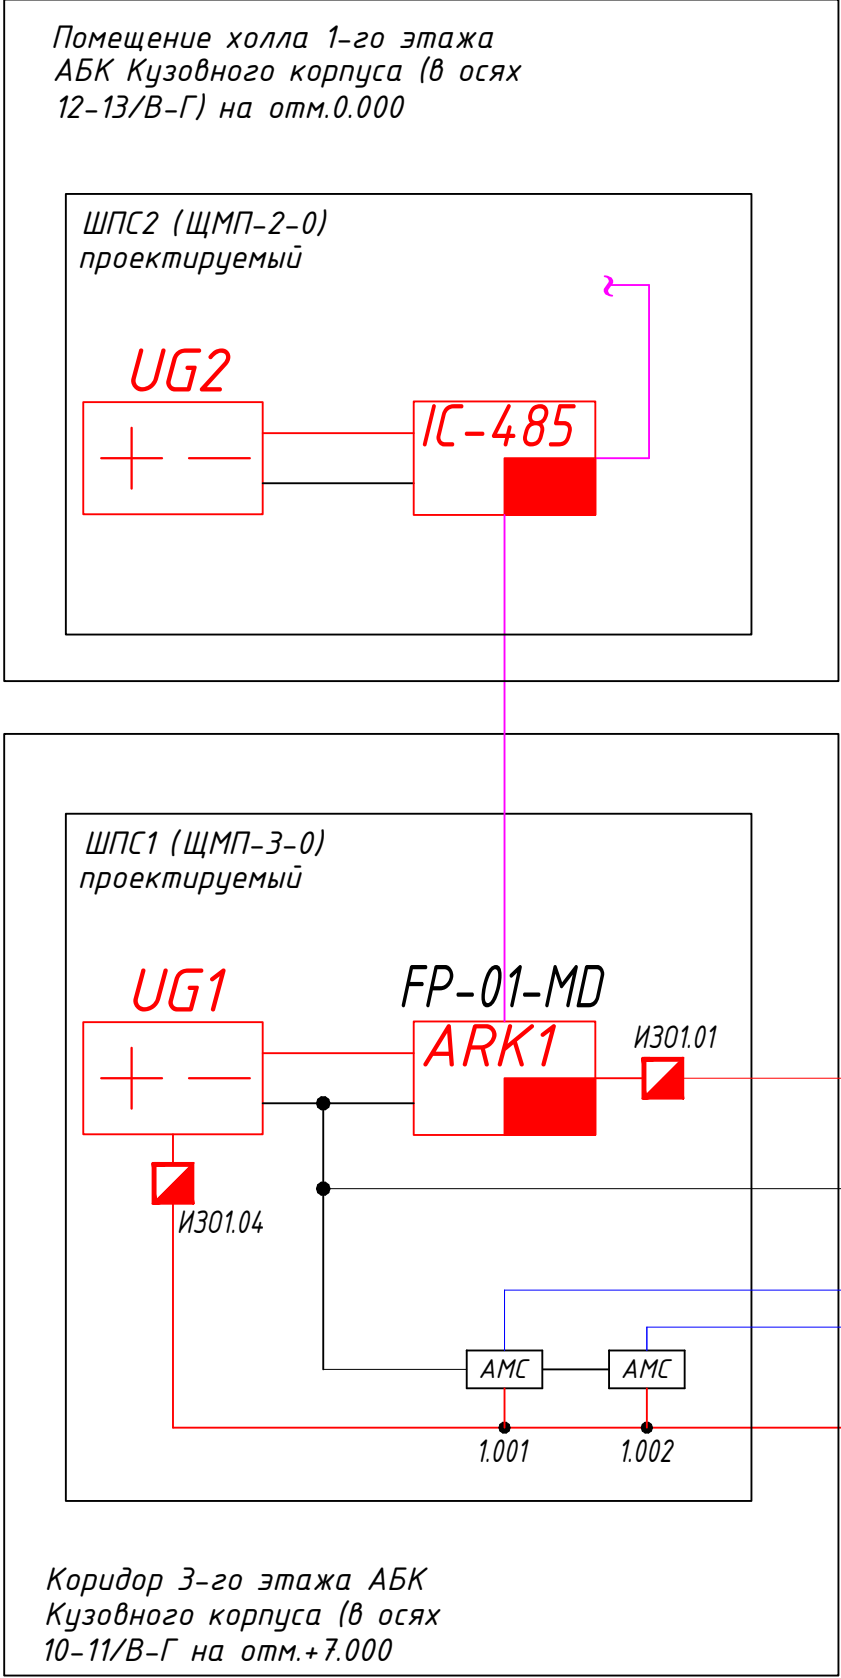 Помещение холла 1-го этажа
АБК Кузовного корпуса (в осях
12-13/В-Г) на отм.0.000
ШПС2 (ЩМП-2-0)
проектируемый
UG2
IC-485
ШПС1 (ЩМП-3-0)
проектируемый
UG1
FP-01-MD
ARK1
ИЗО1.01
ИЗО1.04
АМС
АМС
1.001
1.002
Коридор 3-го этажа АБК
Кузовного корпуса (в осях
10-11/В-Г на отм.+7.000